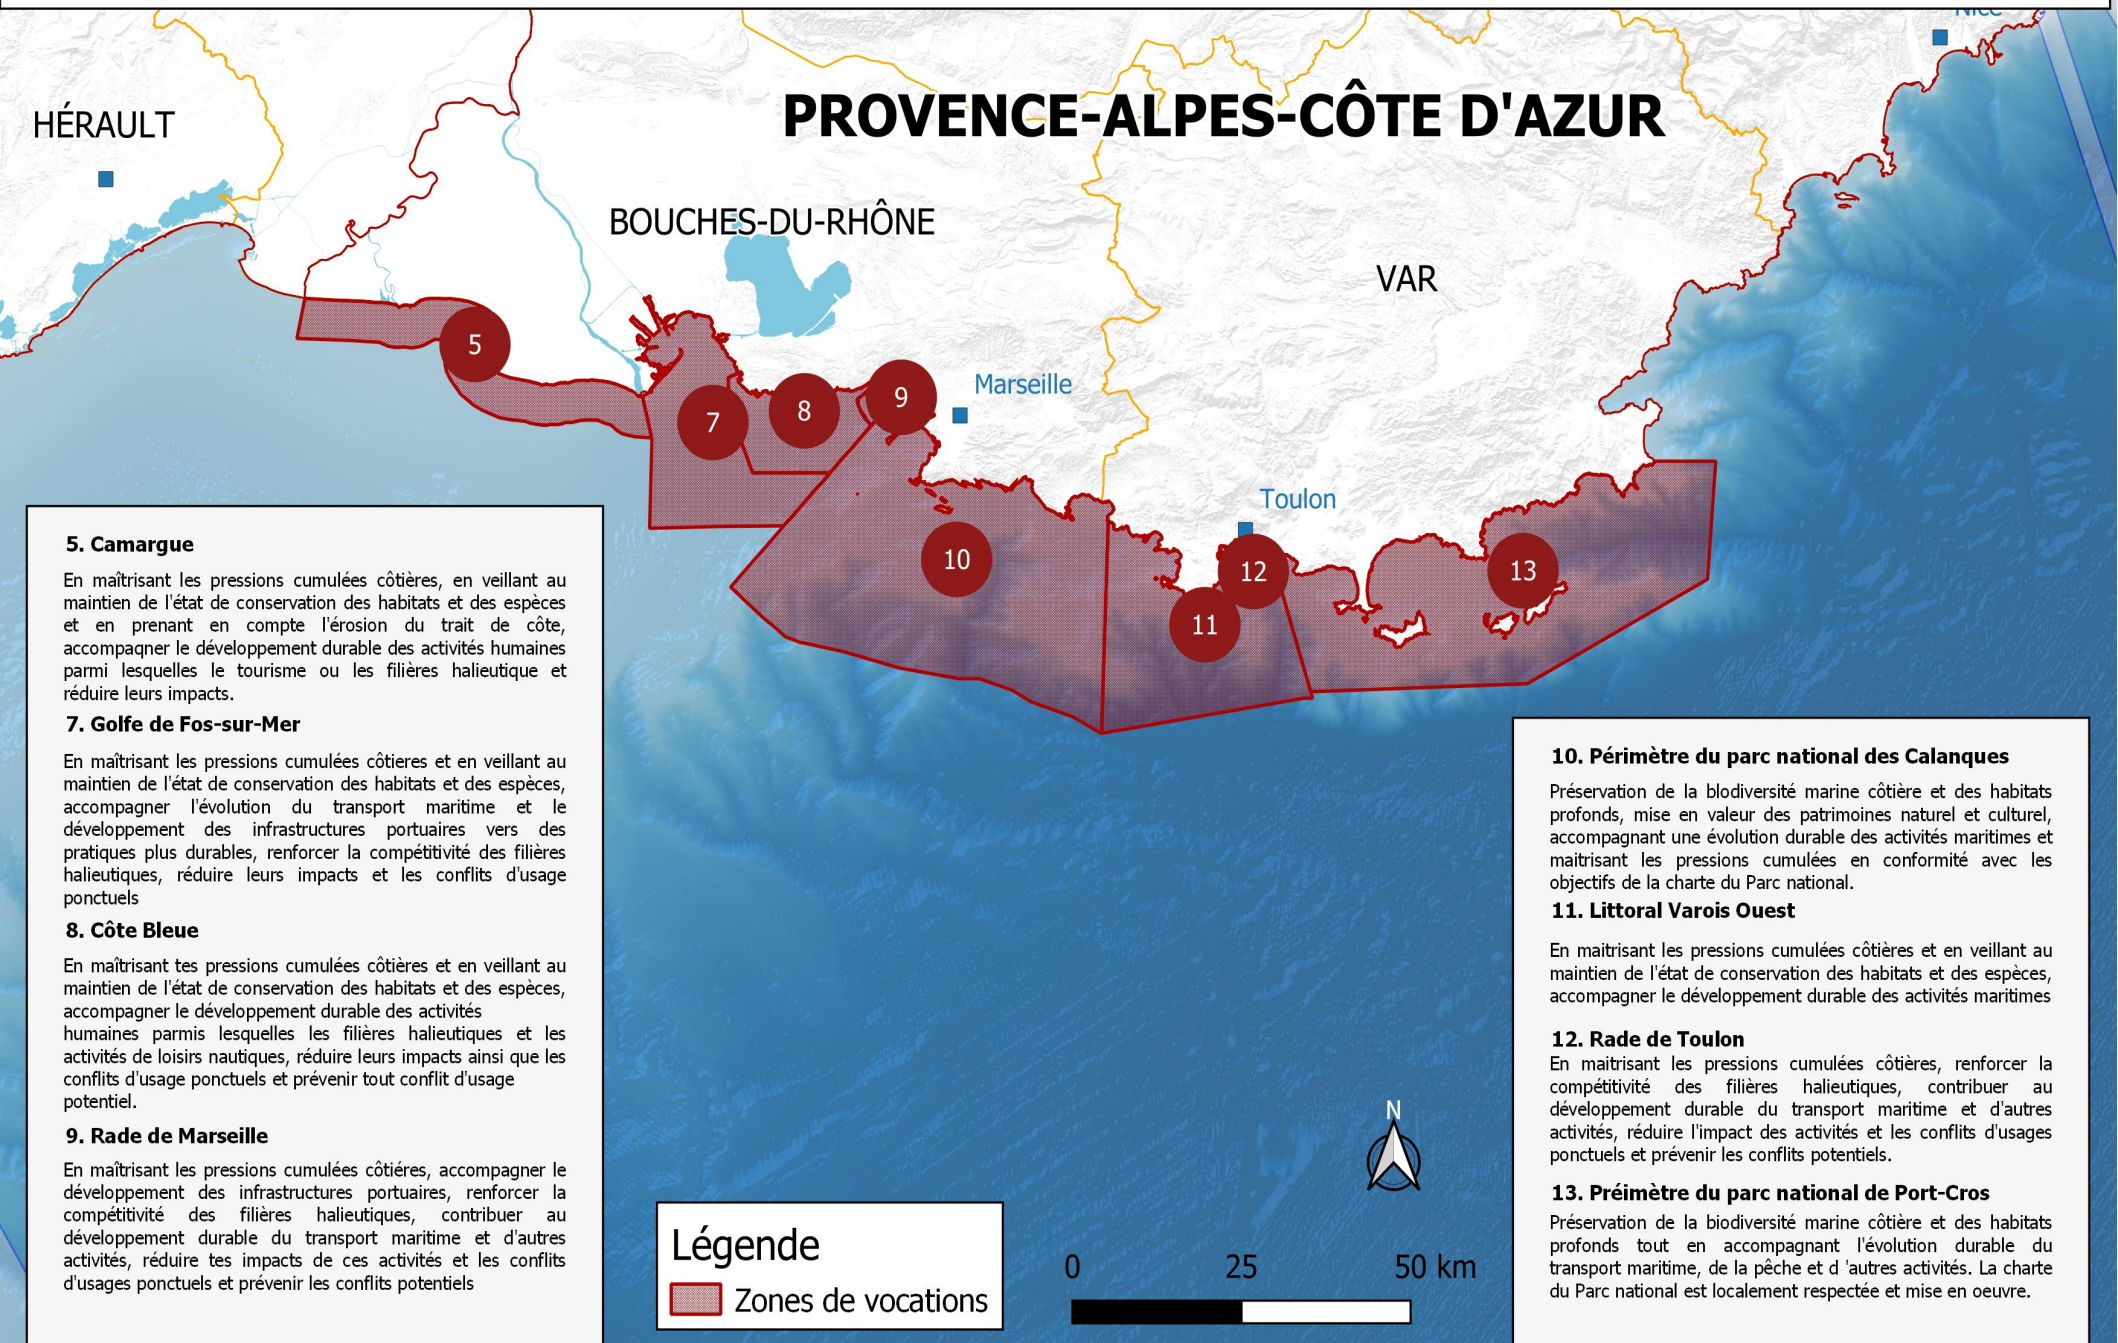 Nice
PROVENCE-ALPES-CÔTE D'AZUR
HÉRAULT
BOUCHES-DU-RHÔNE
VAR
5
7
8
9
Marseille
Toulon
10
11
12
13
5. Camargue
En maîtrisant les pressions cumulées côtières, en veillant au
maintien de l'état de conservation des habitats et des espèces
et en prenant en compte l'érosion du trait de côte,
accompaqner le développement durable des activités humaines
parmi lesquelles le tourisme ou les filières halieutique et
réduire leurs impacts.
7. Golfe de Fos-sur-Mer
En maîtrisant les pressions cumulées côtieres et en veillant au
maintien de l'état de conservation des habitats et des espèces,
accompagner l'évolution du transport maritime et le
développement des infrastructures portuaires vers des
pratiques plus durables, renforcer la compétitivité des filières
halieutiques, réduire leurs impacts et les conflits d'usage
ponctuels
8. Côte Bleue
En maîtrisant tes pressions cumulées côtières et en veillant au
maintien de l'état de conservation des habitats et des espèces,
accompagner le développement durable des activités
humaines parmis lesquelles les filières halieutiques et les
activités de loisirs nautiques, réduire leurs impacts ainsi que les
conflits d'usage ponctuels et prévenir tout conflit d'usage
potentiel.
9. Rade de Marseille
En maîtrisant les pressions cumulées côtiéres, accompagner le
développement des infrastructures portuaires, renforcer la
compétitivité des filières halieutiques, contribuer au
développement durable du transport maritime et d'autres
activités, réduire tes impacts de ces activités et les conflits
d'usages ponctuels et prévenir les conflits potentiels
10. Périmètre du parc national des Calanques
Préservation de la blodiversité marine côtière et des habitats
profonds, mise en valeur des patrimoines naturel et culturel,
accompagnant une évolution durable des activités maritimes et
maitrisant les pressions cumulées en conformité avec les
objectifs de la charte du Parc national.
11. Littoral Varois Ouest
En maitrisant les pressions cumulées côtières et en veillant au
maintien de l'état de conservation des habitats et des espèces,
accompagner le développement durable des activités maritimes
12. Rade de Toulon
En maitrisant les pressions cumulées côtières, renforcer la
compétitivité des filières halieutiques, contribuer au
développement durable du transport maritime et d'autres
activités, réduire l'impact des activités et les conflits d'usages
ponctuels et prévenir les conflits potentiels.
13. Préimètre du parc national de Port-Cros
Préservation de la biodiversité marine côtière et des habitats
profonds tout en accompagnant l'évolution durable du
transport maritime, de la pêche et d 'autres activités. La charte
du Parc national est localement respectée et mise en oeuvre.
N
Légende
Zones de vocations
0 25 50 km